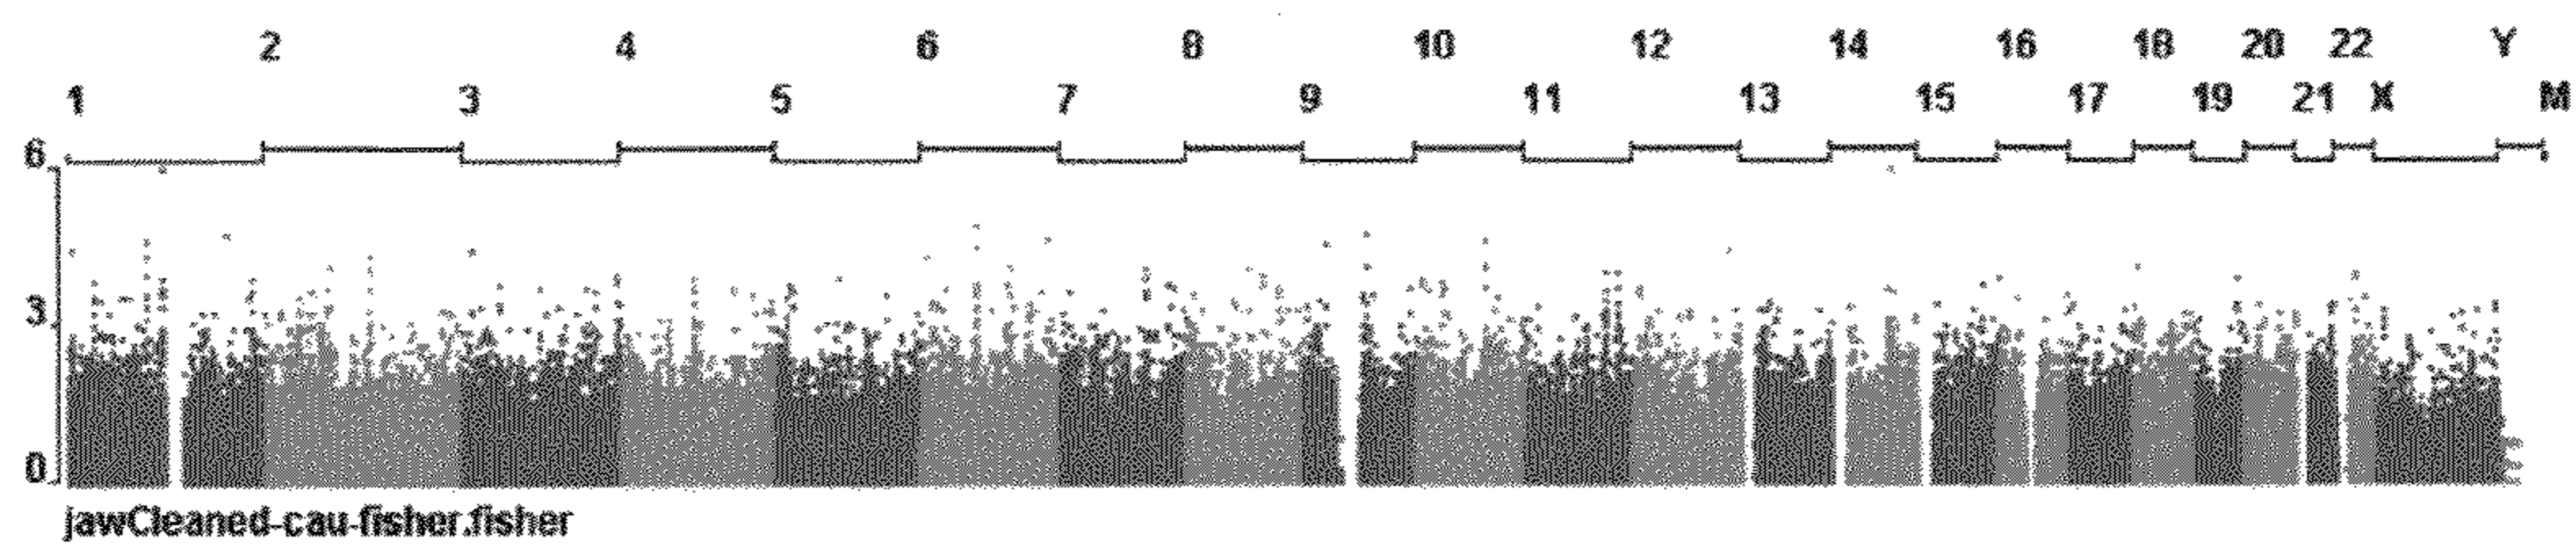 2 4 6 8 10 12 14 16 18 20 22 Y
1 3 5 7 9 11 13 15 17 19 21 X M
6
3
0
jawCleaned-cau-fisher.fisher